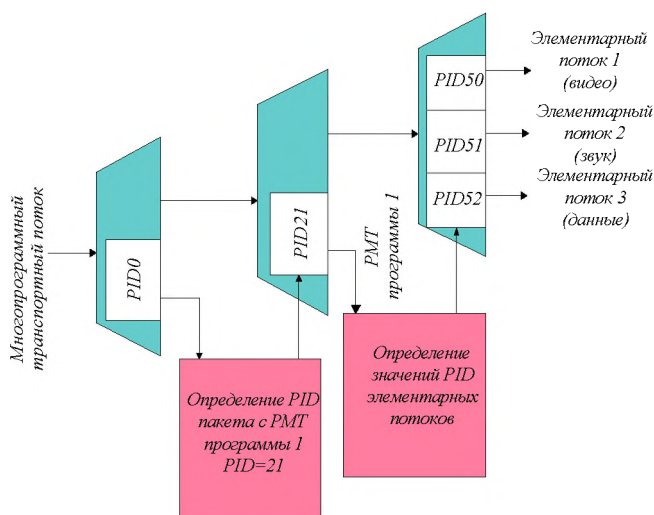 Многопрограммный
транспортный поток
PID0
Определение PID
пакета с PMT
программы 1
PID=21
PID21
PMT
программы 1
Определение
значений PID
элементарных
потоков
PID50
PID51
PID52
Элементарный
поток 1
(видео)
Элементарный
поток 2
(звук)
Элементарный
поток 3
(данные)